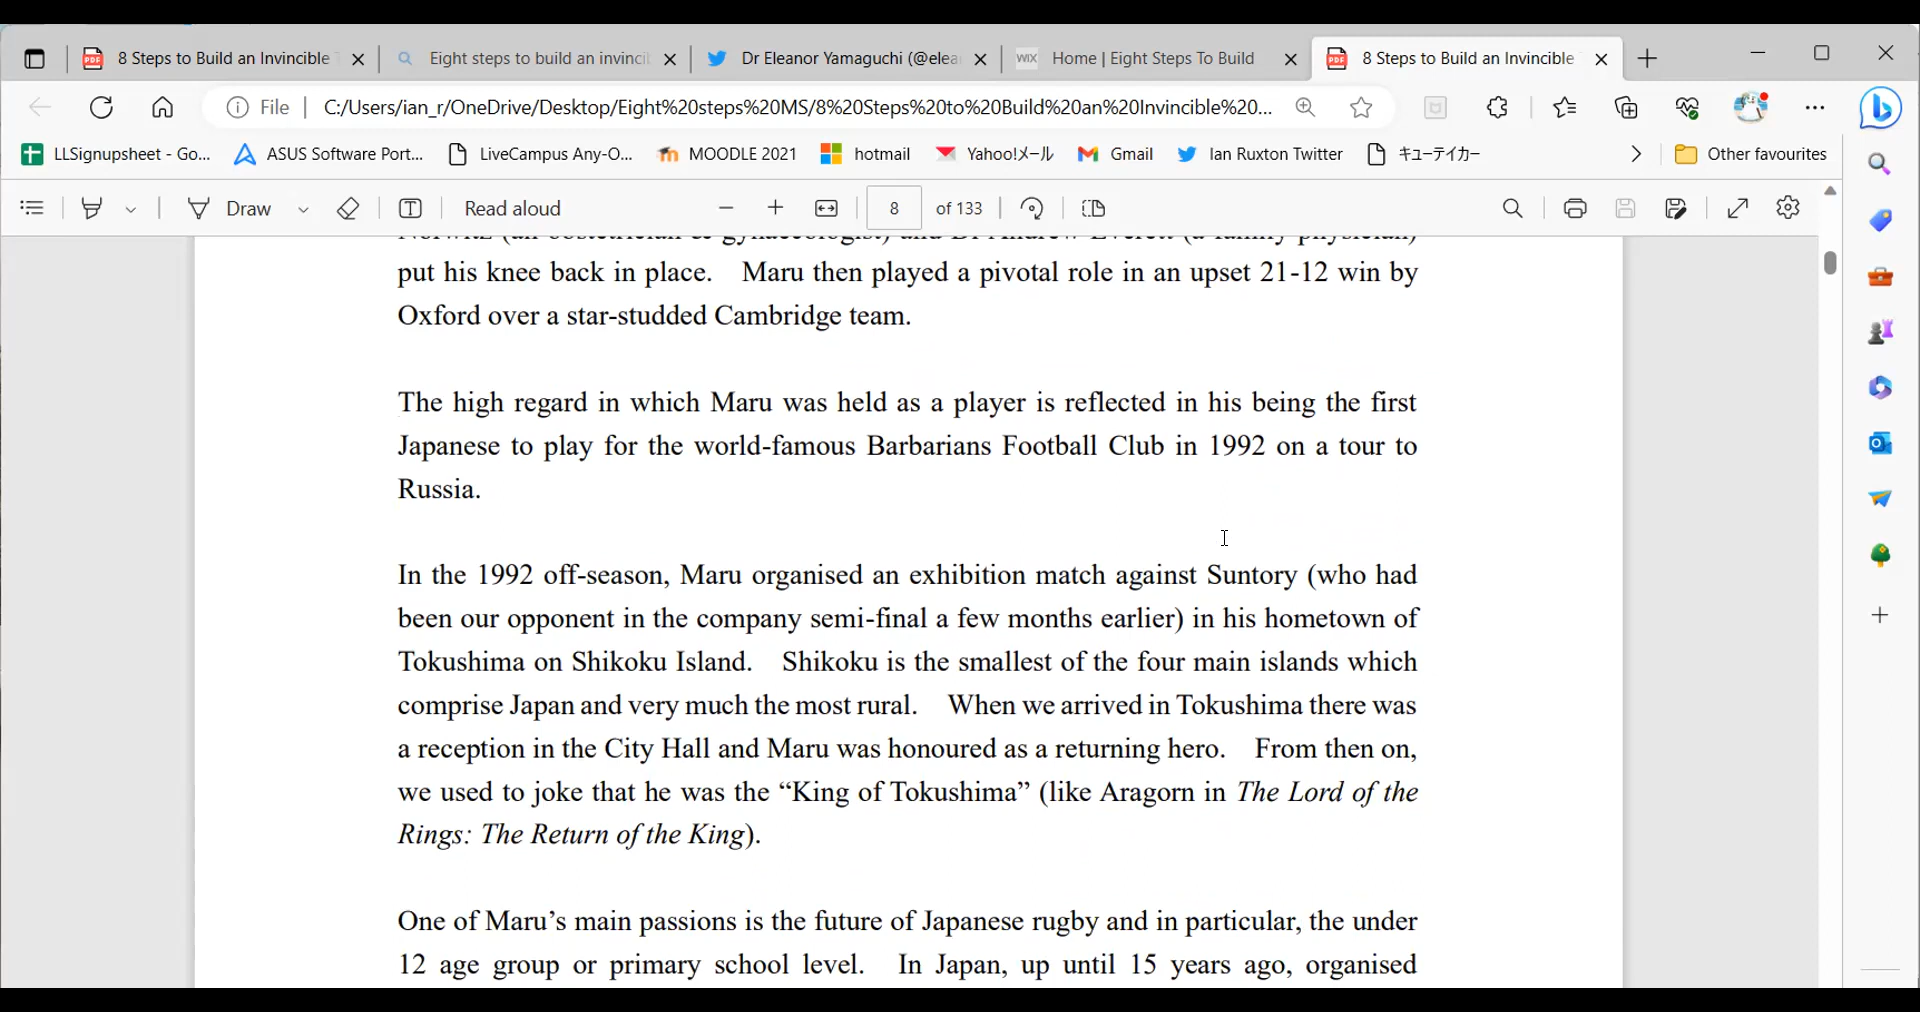 8 Steps to Build an Invincible
Eight steps to build an invinci
Dr Eleanor Yamaguchi (@elea
WIX Home | Eight Steps To Build
8 Steps to Build an Invincible
File C:/Users/ian_r/OneDrive/Desktop/Eight%20steps%20MS/8%20Steps%20to%20Build%20an%20Invincible%20...
LLSignupsheet - Go... ASUS Software Port... LiveCampus Any-O... MOODLE 2021 hotmail Yahoo!メール Gmail Ian Ruxton Twitter キューテイカー Other favourites
Draw Read aloud 8 of 133
Norwitz (an obstetrician & gynaecologist) and Dr Andrew Everett (a family physician)
put his knee back in place. Maru then played a pivotal role in an upset 21-12 win by
Oxford over a star-studded Cambridge team.
The high regard in which Maru was held as a player is reflected in his being the first
Japanese to play for the world-famous Barbarians Football Club in 1992 on a tour to
Russia.
In the 1992 off-season, Maru organised an exhibition match against Suntory (who had
been our opponent in the company semi-final a few months earlier) in his hometown of
Tokushima on Shikoku Island. Shikoku is the smallest of the four main islands which
comprise Japan and very much the most rural. When we arrived in Tokushima there was
a reception in the City Hall and Maru was honoured as a returning hero. From then on,
we used to joke that he was the “King of Tokushima” (like Aragorn in The Lord of the
Rings: The Return of the King).
One of Maru’s main passions is the future of Japanese rugby and in particular, the under
12 age group or primary school level. In Japan, up until 15 years ago, organised